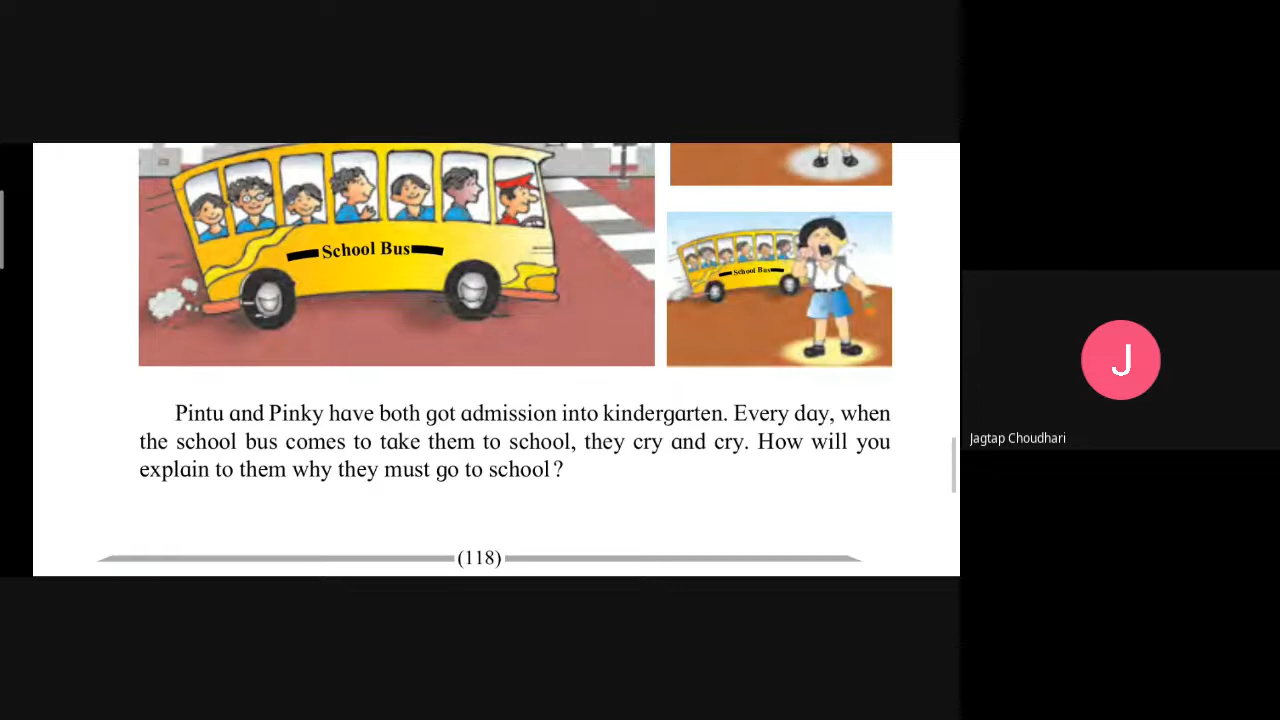 School Bus
School Bus
Pintu and Pinky have both got admission into kindergarten. Every day, when
the school bus comes to take them to school, they cry and cry. How will you
explain to them why they must go to school?
(118)
J
Jagtap Choudhari